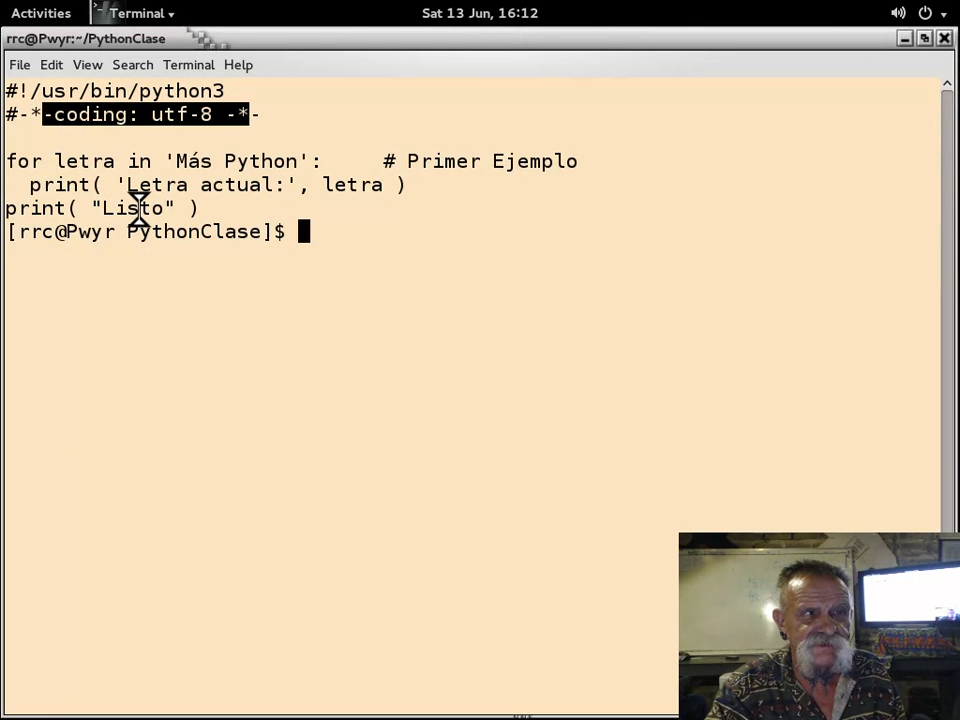 Activities Terminal Sat 13 Jun, 16:12
rrc@Pwyr:~/PythonClase
File Edit View Search Terminal Help
#!/usr/bin/python3
#-*-coding: utf-8 -*-
for letra in 'Más Python': # Primer Ejemplo
print( 'Letra actual:', letra )
print( "Listo" )
[rrc@Pwyr PythonClase]$